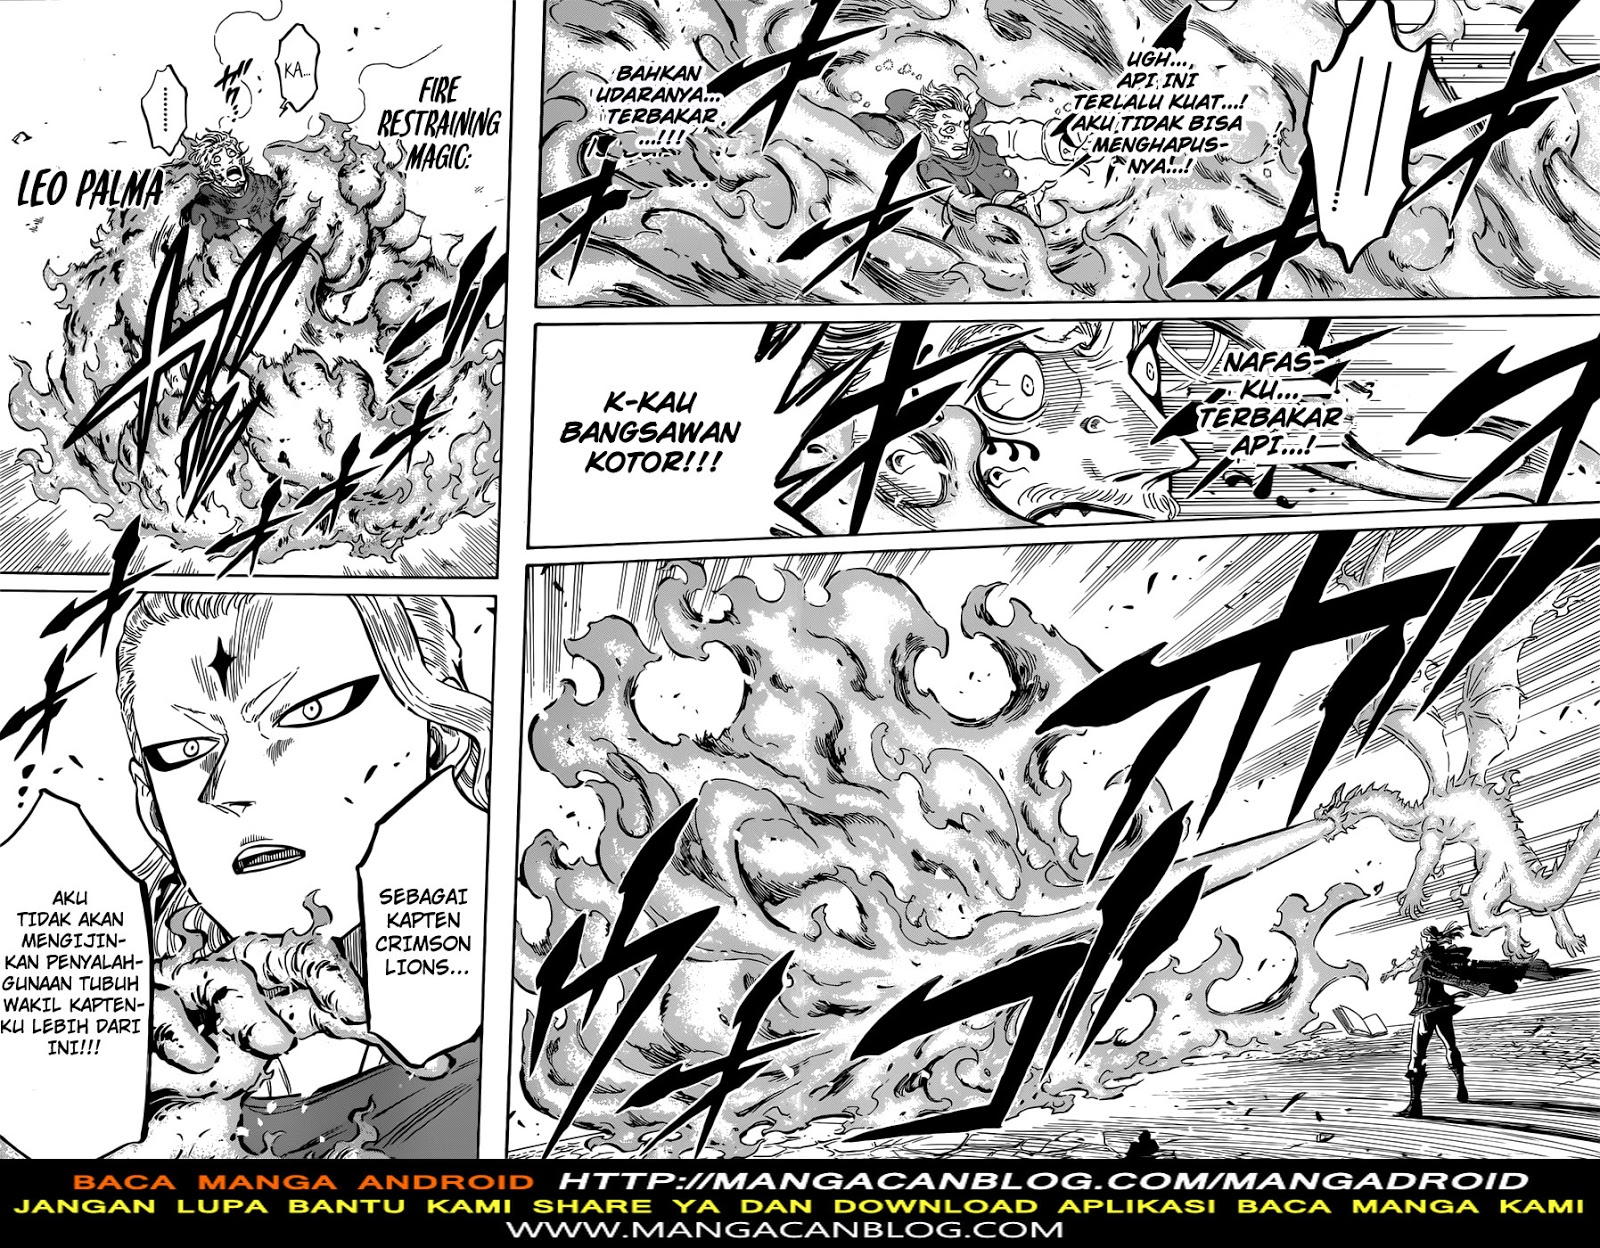 UGH...,
API INI
TERLALU KUAT...!
AKU TIDAK BISA
MENGHAPUS-
NYA...!
BAHKAN
UDARANYA...
TERBAKAR
...!!!
NAFAS-
KU...
TERBAKAR
API...!
K-KAU
BANGSAWAN
KOTOR!!!
KA...
FIRE
RESTRAINING
MAGIC:
LEO PALMA
SEBAGAI
KAPTEN
CRIMSON
LIONS...
AKU
TIDAK AKAN
MENGIJIN-
KAN PENYALAH-
GUNAAN TUBUH
WAKIL KAPTEN-
KU LEBIH DARI
INI!!!
BACA MANGA ANDROID HTTP://MANGACANBLOG.COM/MANGADROID
JANGAN LUPA BANTU KAMI SHARE YA DAN DOWNLOAD APLIKASI BACA MANGA KAMI
WWW.MANGACANBLOG.COM